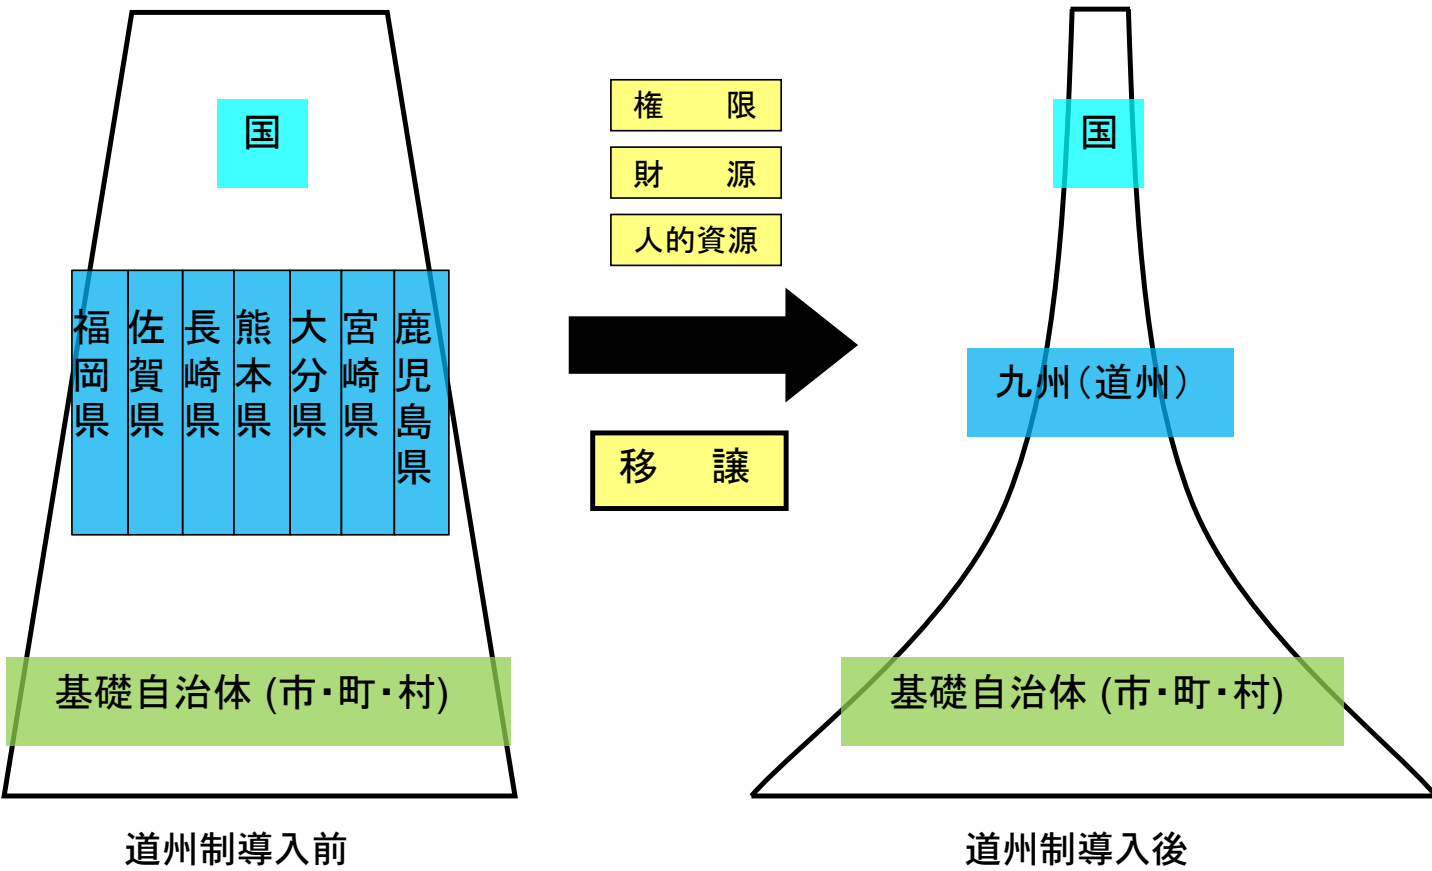 国
福岡県
佐賀県
長崎県
熊本県
大分県
宮崎県
鹿児島県
基礎自治体 (市・町・村)
道州制導入前
権　限
財　源
人的資源
移　譲
国
九州（道州）
基礎自治体 (市・町・村)
道州制導入後